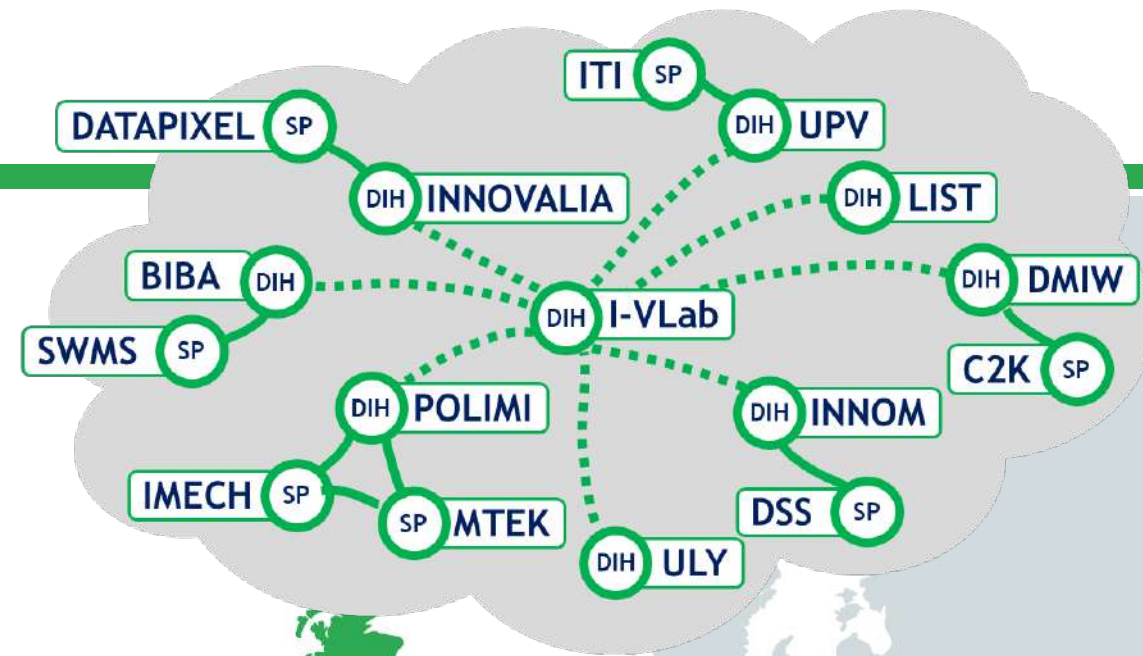 ITI SP
DIH UPV
DATAPIXEL SP
DIH INNOVALIA
DIH LIST
BIBA DIH
DIH DMIW
DIH I-VLab
SWMS SP
C2K SP
DIH POLIMI
DIH INNOM
IMECH SP
SP MTEK
DSS SP
DIH ULY